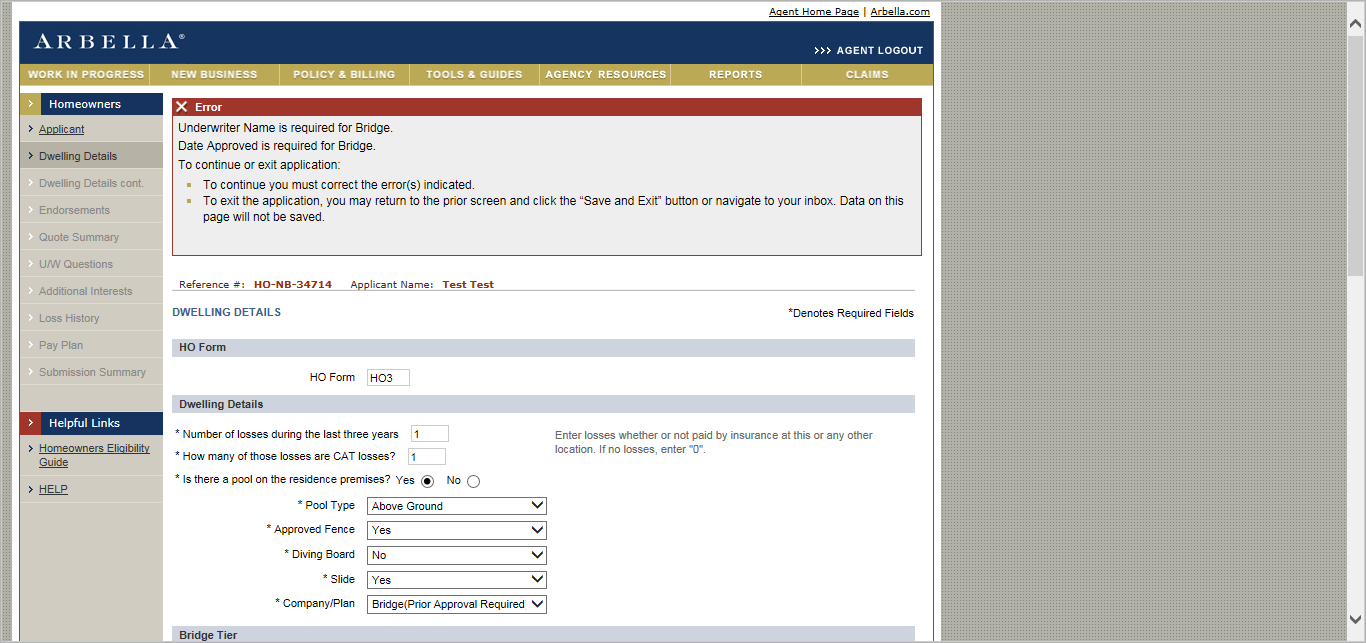 Agent Home Page | Arbella.com
ARBELLA®
>>> AGENT LOGOUT
WORK IN PROGRESS NEW BUSINESS POLICY & BILLING TOOLS & GUIDES AGENCY RESOURCES REPORTS CLAIMS
Homeowners
Applicant
Dwelling Details
Dwelling Details cont.
Endorsements
Quote Summary
U/W Questions
Additional Interests
Loss History
Pay Plan
Submission Summary
Helpful Links
Homeowners Eligibility
Guide
HELP
Error
Underwriter Name is required for Bridge.
Date Approved is required for Bridge.
To continue or exit application:
To continue you must correct the error(s) indicated.
To exit the application, you may return to the prior screen and click the “Save and Exit” button or navigate to your inbox. Data on this
page will not be saved.
Reference #: HO-NB-34714 Applicant Name: Test Test
DWELLING DETAILS
*Denotes Required Fields
HO Form
HO Form HO3
Dwelling Details
* Number of losses during the last three years 1
* How many of those losses are CAT losses? 1
Enter losses whether or not paid by insurance at this or any other
location. If no losses, enter "0".
* Is there a pool on the residence premises? Yes No
* Pool Type Above Ground
* Approved Fence Yes
* Diving Board No
* Slide Yes
* Company/Plan Bridge(Prior Approval Required
Bridge Tier